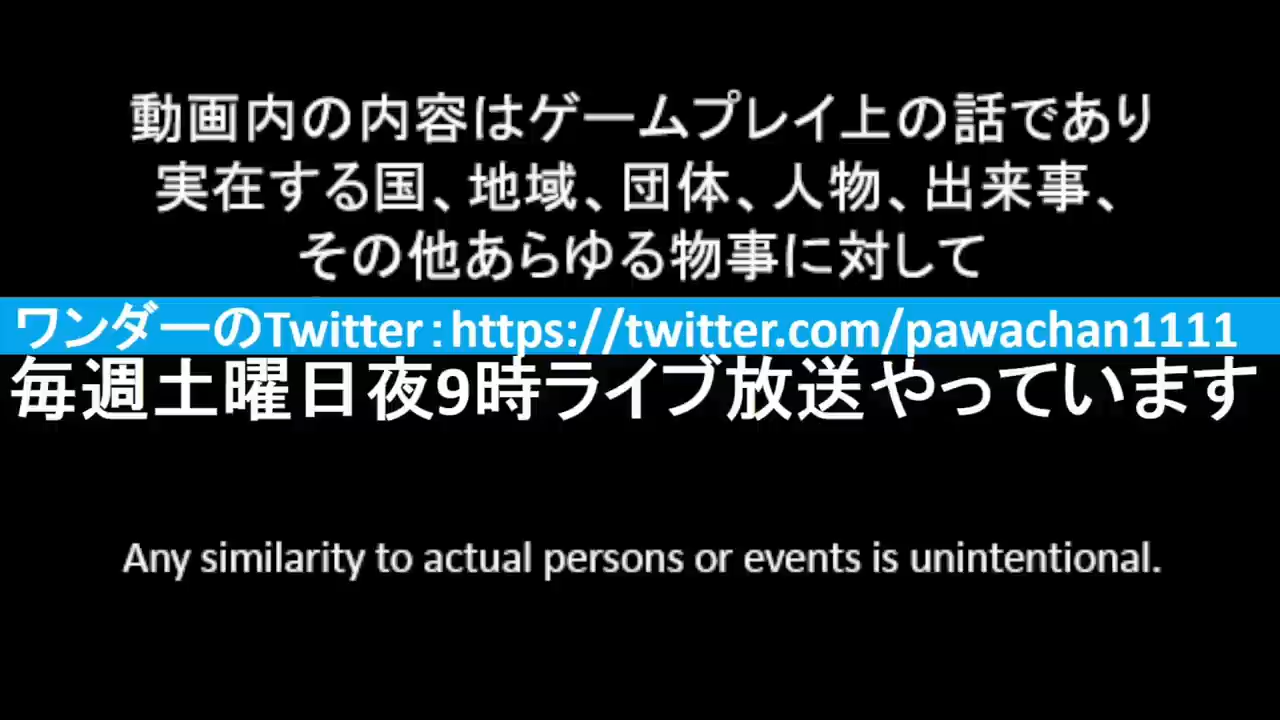 動画内の内容はゲームプレイ上の話であり
実在する国、地域、団体、人物、出来事、
その他あらゆる物事に対して
ワンダーのTwitter：https://twitter.com/pawachan1111
毎週土曜日夜9時ライブ放送やっています
Any similarity to actual persons or events is unintentional.